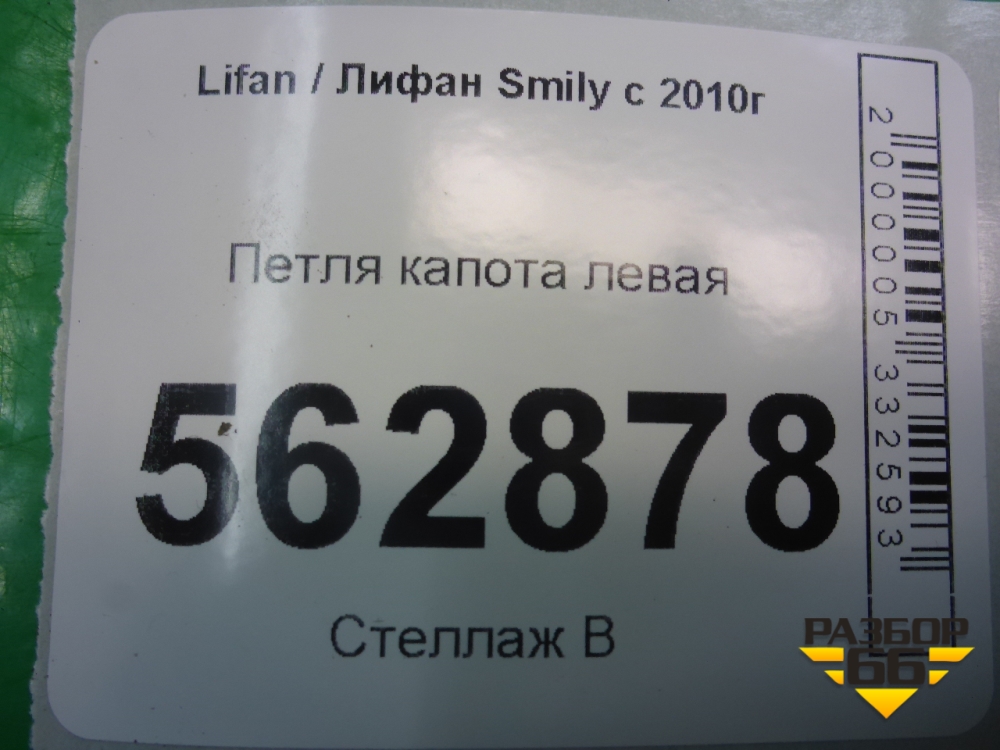 Lifan / Лифан Smily с 2010г
Петля капота левая
562878
Стеллаж В
2000005332593
РАЗБОР
66